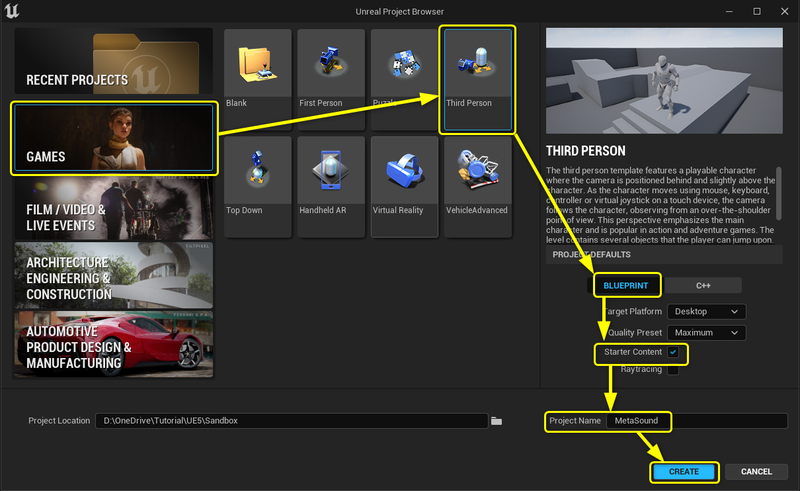 Unreal Project Browser
RECENT PROJECTS
GAMES
FILM / VIDEO &
LIVE EVENTS
ARCHITECTURE
ENGINEERING &
CONSTRUCTION
AUTOMOTIVE
PRODUCT DESIGN &
MANUFACTURING
Blank
First Person
Puzzle
Third Person
Top Down
Handheld AR
Virtual Reality
VehicleAdvanced
THIRD PERSON
The third person template features a playable character
where the camera is positioned behind and slightly above the
character. As the character moves using mouse, keyboard,
controller or virtual joystick on a touch device, the camera
follows the character, observing from an over-the-shoulder
point of view. This perspective emphasizes the main
character and is popular in action and adventure games. The
level contains several objects that the player can jump upon.
PROJECT DEFAULTS
BLUEPRINT
C++
Target Platform
Desktop
Quality Preset
Maximum
Starter Content
Raytracing
Project Location
D:\OneDrive\Tutorial\UE5\Sandbox
Project Name
MetaSound
CREATE
CANCEL